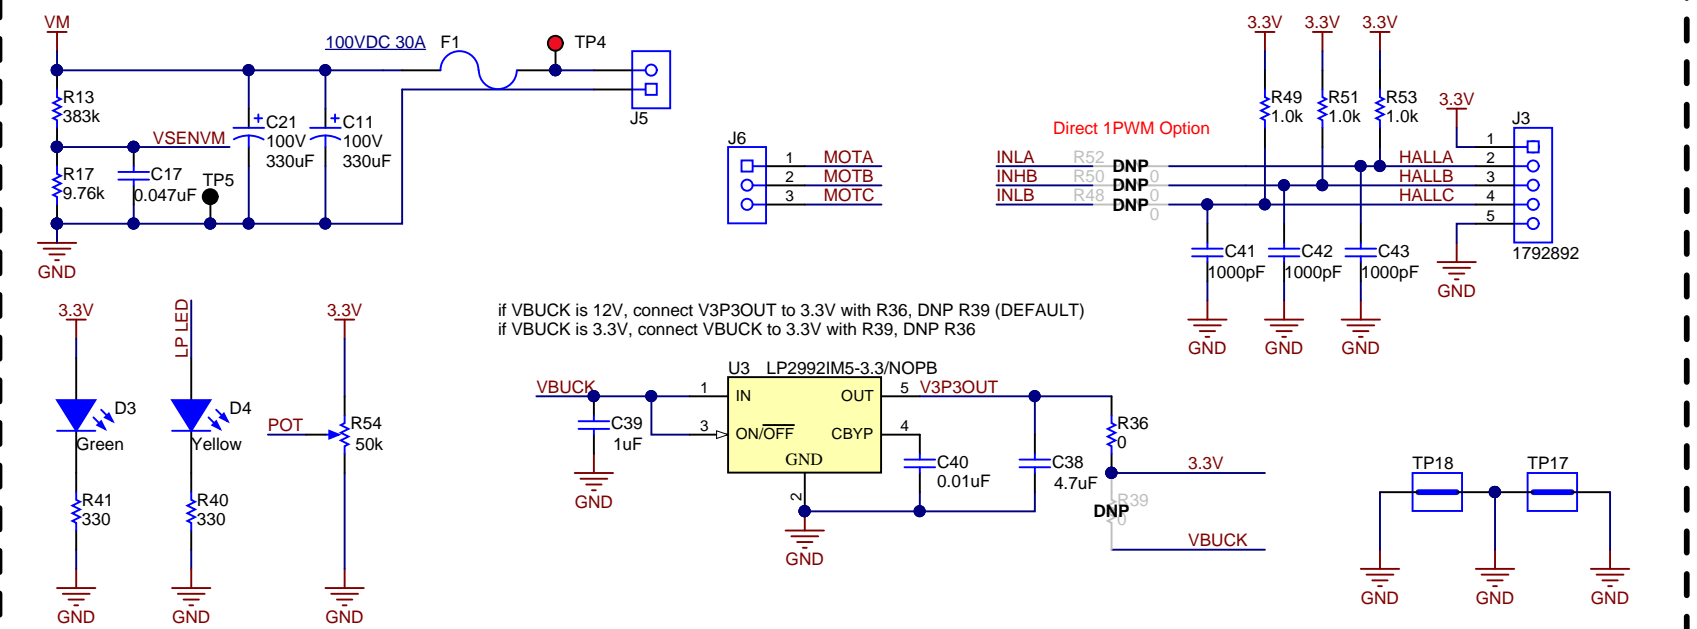 VM
100VDC 30A
F1
TP4
J5
R13
383k
VSENVM
C21
100V
330uF
C11
100V
330uF
R17
9.76k
C17
0.047uF
TP5
GND
J6
1
2
3
MOTA
MOTB
MOTC
3.3V
3.3V
3.3V
R49
1.0k
R51
1.0k
R53
1.0k
3.3V
J3
Direct 1PWM Option
INLA
INHB
INLB
R52
R50
R48
DNP
DNP
DNP
0
0
0
HALLA
HALLB
HALLC
1
2
3
4
5
1792892
C41
1000pF
C42
1000pF
C43
1000pF
GND
GND
GND
GND
3.3V
D3
Green
R41
330
GND
LP LED
D4
Yellow
R40
330
GND
3.3V
POT
R54
50k
GND
if VBUCK is 12V, connect V3P3OUT to 3.3V with R36, DNP R39 (DEFAULT)
if VBUCK is 3.3V, connect VBUCK to 3.3V with R39, DNP R36
U3 LP2992IM5-3.3/NOPB
VBUCK
1
IN
OUT
5
V3P3OUT
3
ON/OFF
CBYP
4
GND
2
C39
1uF
GND
C40
0.01uF
C38
4.7uF
GND
R36
0
3.3V
R39
DNP
0
VBUCK
TP18
TP17
GND
GND
GND